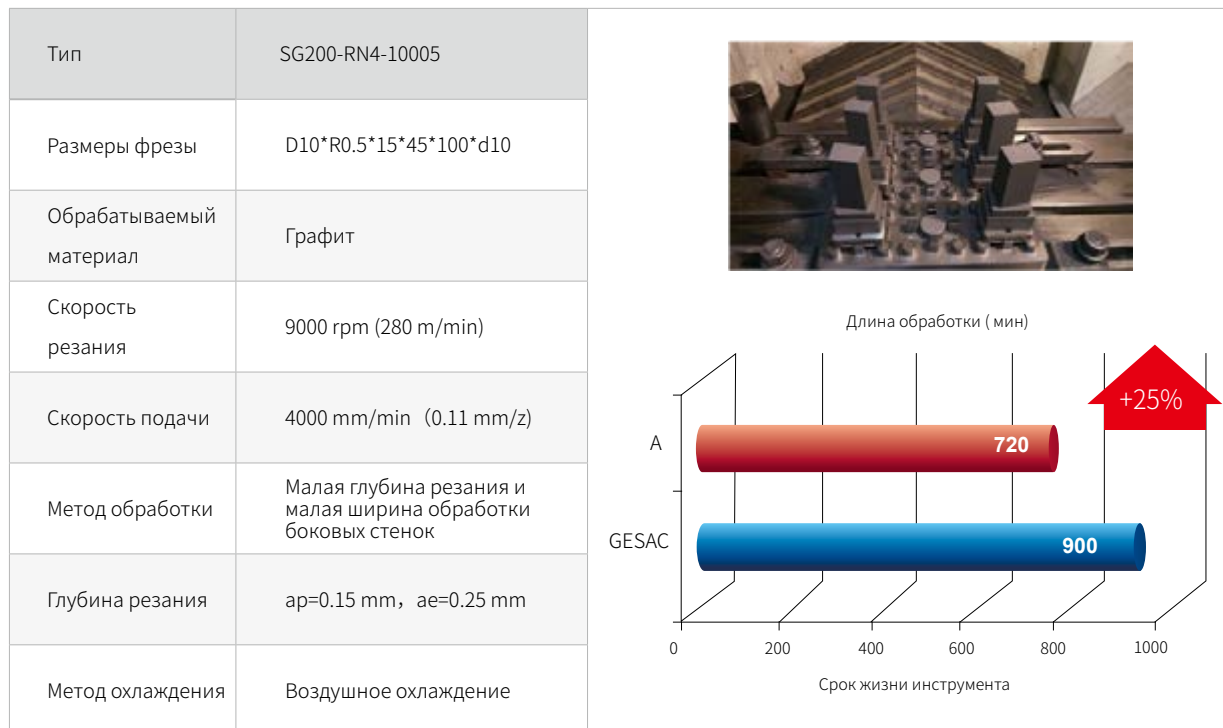 Тип
SG200-RN4-10005
Размеры фрезы
D10*R0.5*15*45*100*d10
Обрабатываемый
материал
Графит
Скорость
резания
9000 rpm (280 m/min)
Скорость подачи
4000 mm/min（0.11 mm/z)
Метод обработки
Малая глубина резания и
малая ширина обработки
боковых стенок
Глубина резания
ap=0.15 mm，ae=0.25 mm
Метод охлаждения
Воздушное охлаждение
Длина обработки ( мин)
+25%
A
720
GESAC
900
0 200 400 600 800 1000
Срок жизни инструмента